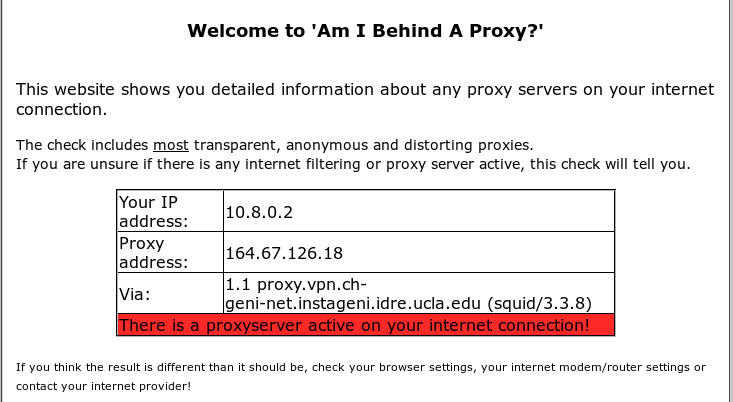 Welcome to 'Am I Behind A Proxy?'
This website shows you detailed information about any proxy servers on your internet
connection.
The check includes most transparent, anonymous and distorting proxies.
If you are unsure if there is any internet filtering or proxy server active, this check will tell you.
Your IP
address:
10.8.0.2
Proxy
address:
164.67.126.18
Via:
1.1 proxy.vpn.ch-
geni-net.instageni.idre.ucla.edu (squid/3.3.8)
There is a proxyserver active on your internet connection!
If you think the result is different than it should be, check your browser settings, your internet modem/router settings or
contact your internet provider!